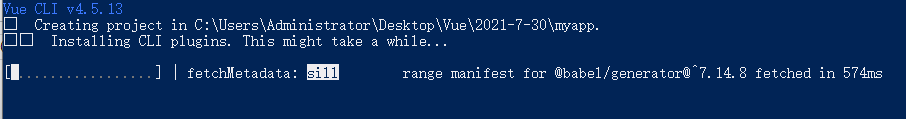 Vue CLI v4.5.13
□ Creating project in C:\Users\Administrator\Desktop\Vue\2021-7-30\myapp.
□□ Installing CLI plugins. This might take a while...
[█.................] | fetchMetadata: sill range manifest for @babel/generator@^7.14.8 fetched in 574ms